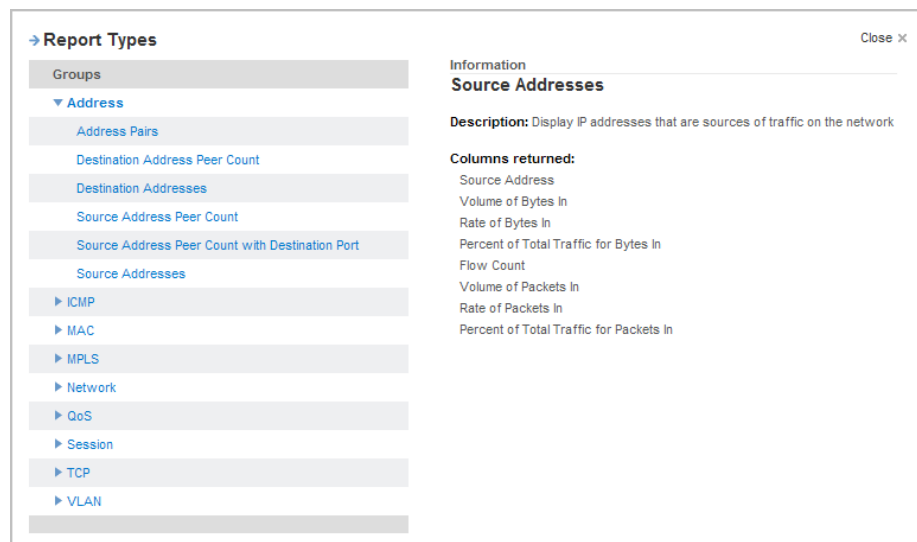 Report Types
Close
Groups
Address
Address Pairs
Destination Address Peer Count
Destination Addresses
Source Address Peer Count
Source Address Peer Count with Destination Port
Source Addresses
ICMP
MAC
MPLS
Network
QoS
Session
TCP
VLAN
Information
Source Addresses
Description: Display IP addresses that are sources of traffic on the network
Columns returned:
Source Address
Volume of Bytes In
Rate of Bytes In
Percent of Total Traffic for Bytes In
Flow Count
Volume of Packets In
Rate of Packets In
Percent of Total Traffic for Packets In